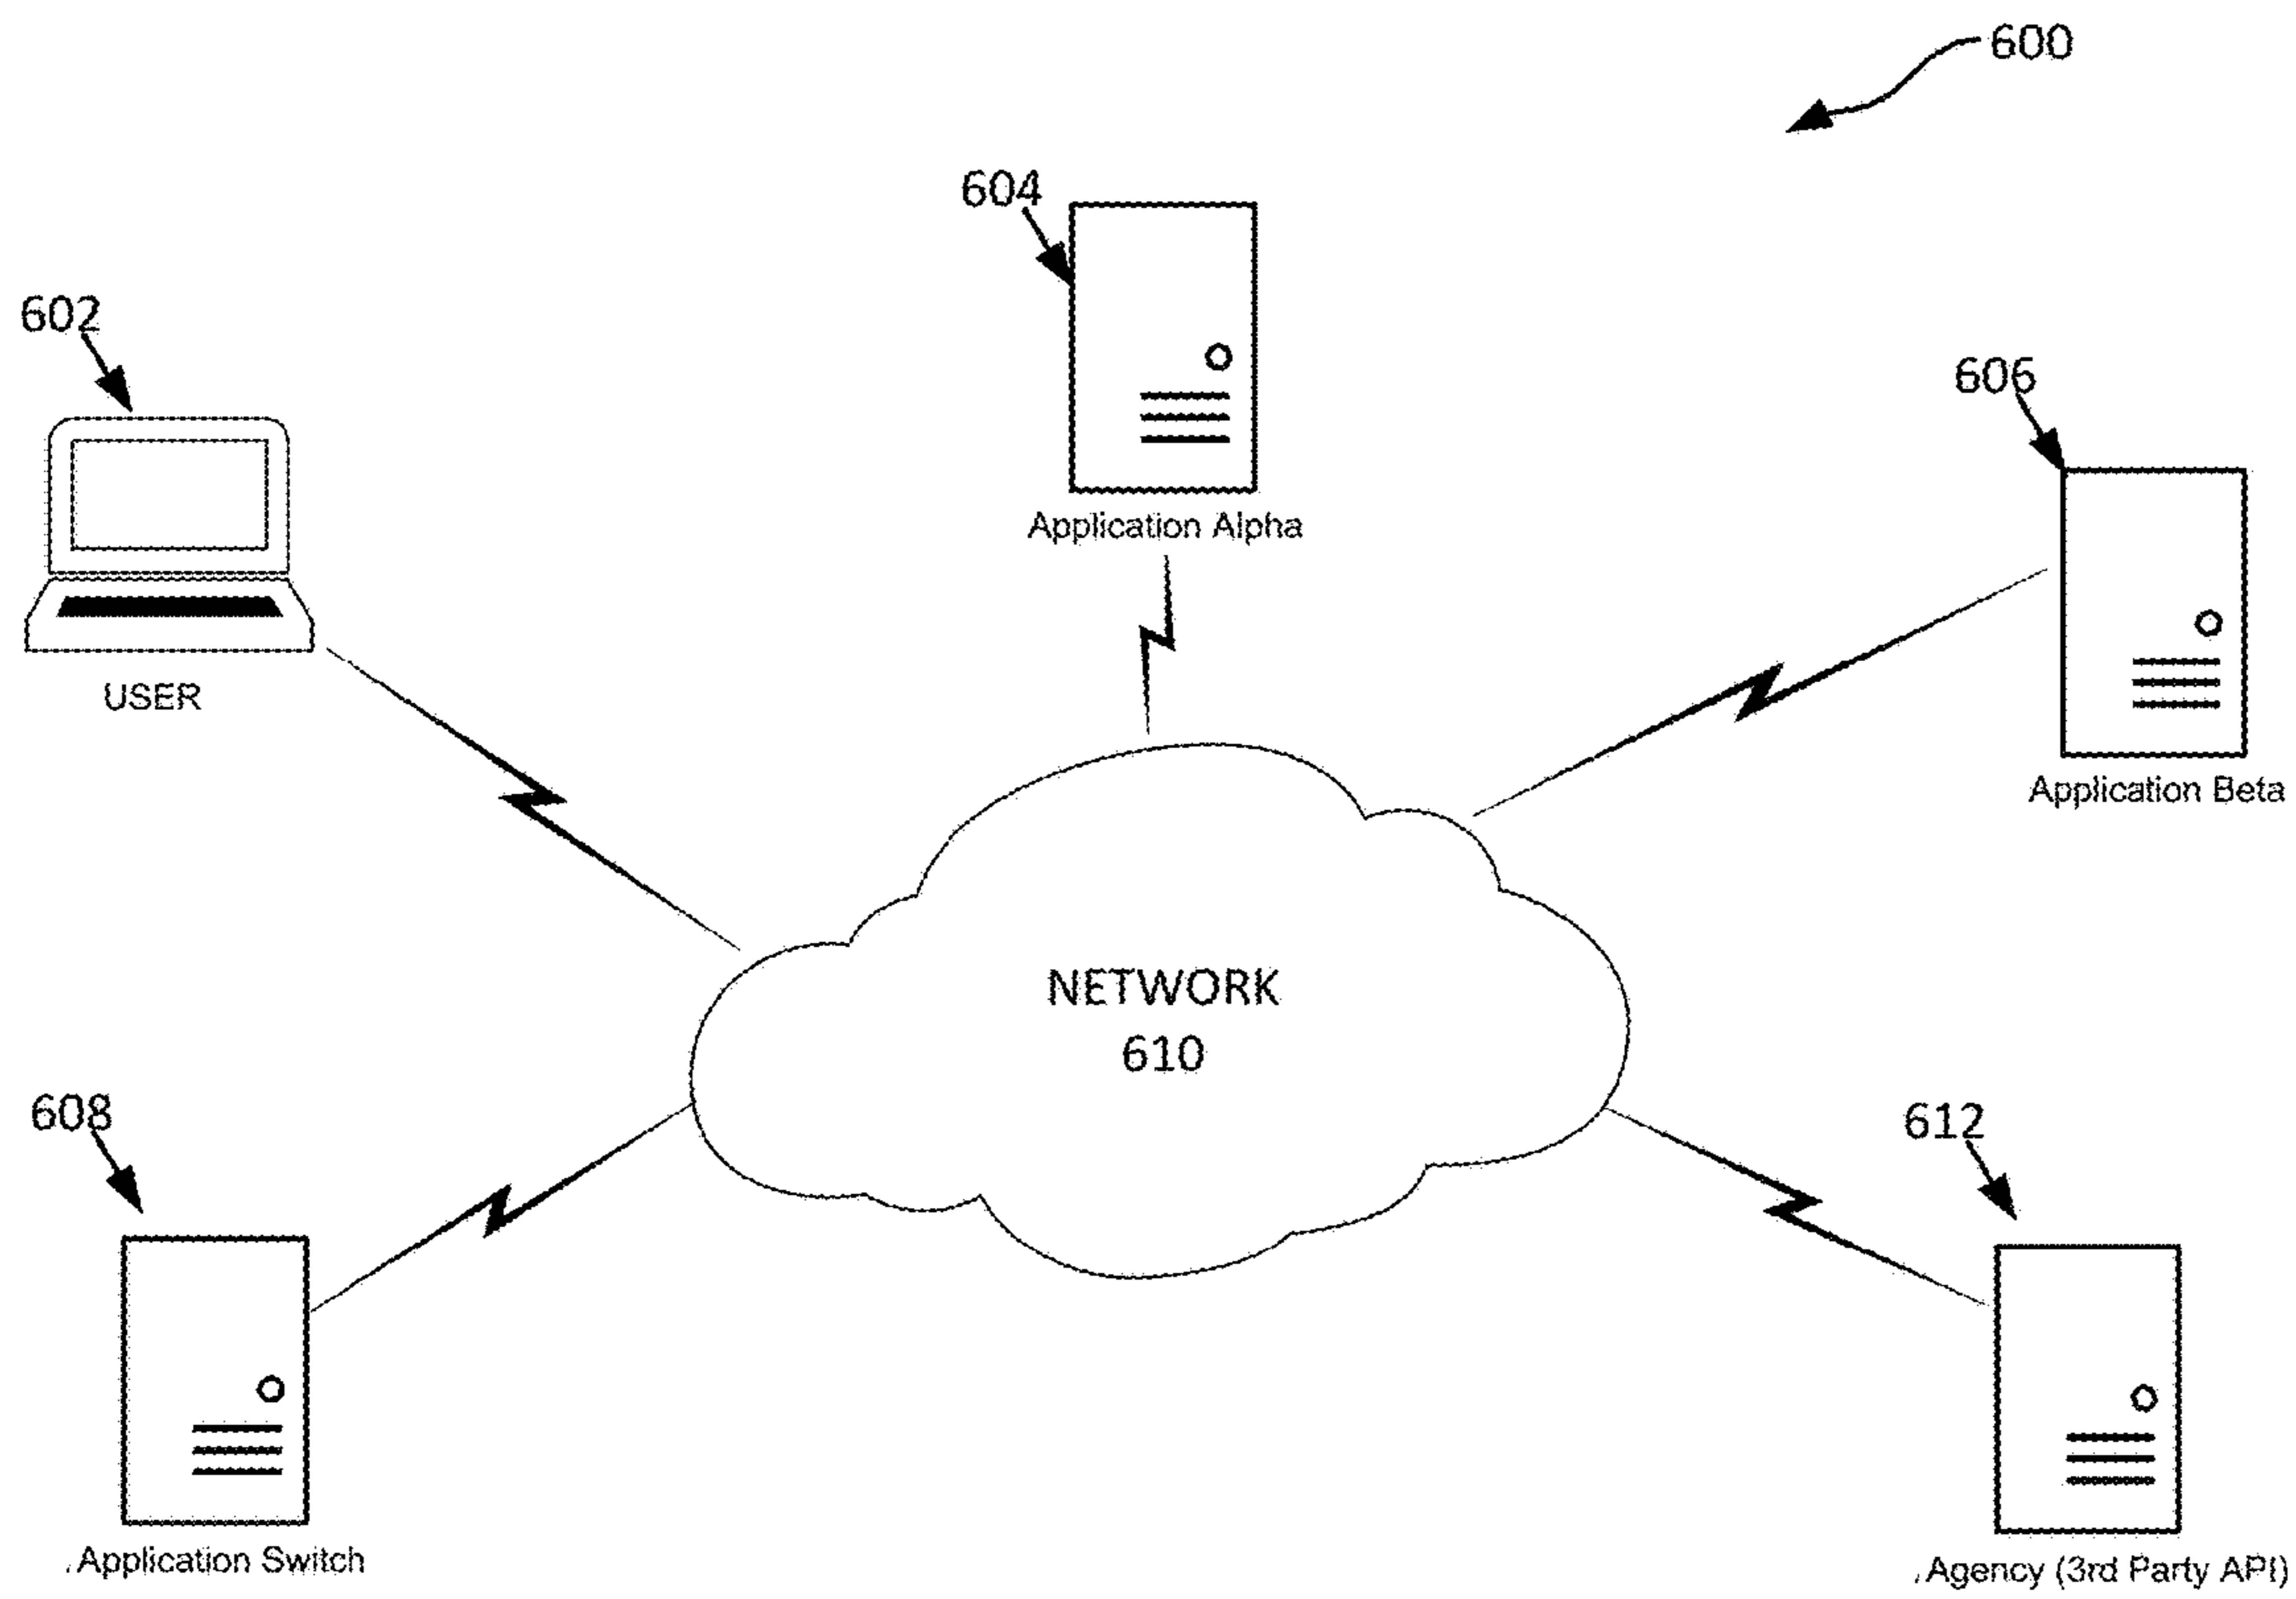 600
604
602
606
Application Alpha
USER
Application Beta
NETWORK
610
608
612
Application Switch
Agency (3rd Party API)